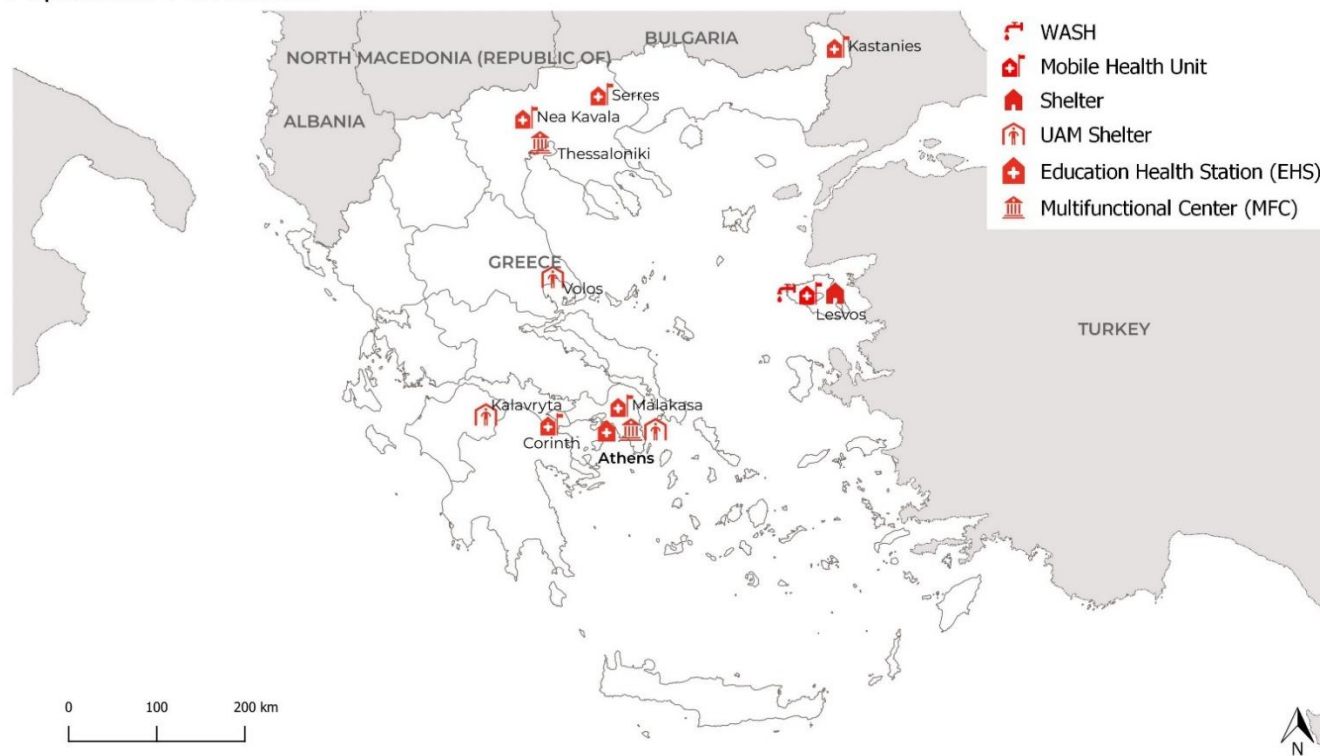 BULGARIA
NORTH MACEDONIA (REPUBLIC OF)
ALBANIA
GREECE
TURKEY
Kastanies
Serres
Nea Kavala
Thessaloniki
Volos
Lesvos
Kalavryta
Malakasa
Corinth
Athens
WASH
Mobile Health Unit
Shelter
UAM Shelter
Education Health Station (EHS)
Multifunctional Center (MFC)
0 100 200 km
N